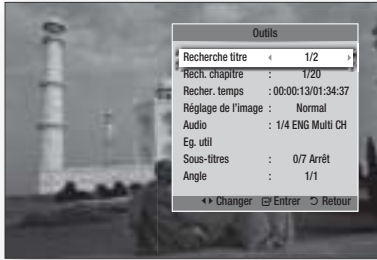 Outils
Recherche titre ◄ 1/2 ►
Rech. chapitre : 1/20
Recher. temps : 00:00:13/01:34:37
Réglage de l'image : Normal
Audio : 1/4 ENG Multi CH
Eg. util
Sous-titres : 0/7 Arrêt
Angle : 1/1
◄► Changer Entrer Retour